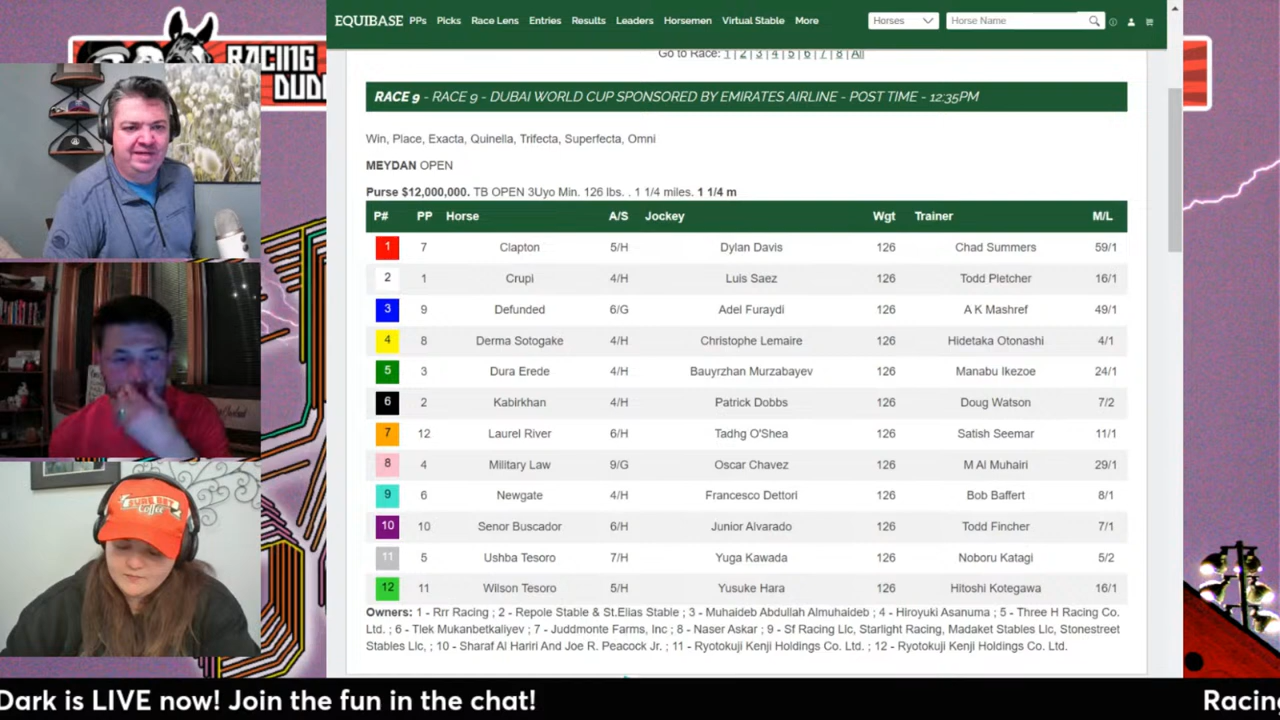 RACING
DUD
EQUIBASE PPs Picks Race Lens Entries Results Leaders Horsemen Virtual Stable More Horses Horse Name
Go to Race: 1 | 2 | 3 | 4 | 5 | 6 | 7 | 8 | All
RACE 9 - RACE 9 - DUBAI WORLD CUP SPONSORED BY EMIRATES AIRLINE - POST TIME - 12:35PM
Win, Place, Exacta, Quinella, Trifecta, Superfecta, Omni
MEYDAN OPEN
Purse $12,000,000. TB OPEN 3Uyo Min. 126 lbs. . 1 1/4 miles. 1 1/4 m
P# PP Horse A/S Jockey Wgt Trainer M/L
1 7 Clapton 5/H Dylan Davis 126 Chad Summers 59/1
2 1 Crupi 4/H Luis Saez 126 Todd Pletcher 16/1
3 9 Defunded 6/G Adel Furaydi 126 A K Mashref 49/1
4 8 Derma Sotogake 4/H Christophe Lemaire 126 Hidetaka Otonashi 4/1
5 3 Dura Erede 4/H Bauyrzhan Murzabayev 126 Manabu Ikezoe 24/1
6 2 Kabirkhan 4/H Patrick Dobbs 126 Doug Watson 7/2
7 12 Laurel River 6/H Tadhg O'Shea 126 Satish Seemar 11/1
8 4 Military Law 9/G Oscar Chavez 126 M Al Muhairi 29/1
9 6 Newgate 4/H Francesco Dettori 126 Bob Baffert 8/1
10 10 Senor Buscador 6/H Junior Alvarado 126 Todd Fincher 7/1
11 5 Ushba Tesoro 7/H Yuga Kawada 126 Noboru Katagi 5/2
12 11 Wilson Tesoro 5/H Yusuke Hara 126 Hitoshi Kotegawa 16/1
Owners: 1 - Rrr Racing ; 2 - Repole Stable & St.Elias Stable ; 3 - Muhaideb Abdullah Almuhaideb ; 4 - Hiroyuki Asanuma ; 5 - Three H Racing Co.
Ltd. ; 6 - Tlek Mukanbetkaliyev ; 7 - Juddmonte Farms, Inc ; 8 - Naser Askar ; 9 - Sf Racing Llc, Starlight Racing, Madaket Stables Llc, Stonestreet
Stables Llc, ; 10 - Sharaf Al Hariri And Joe R. Peacock Jr. ; 11 - Ryotokuji Kenji Holdings Co. Ltd. ; 12 - Ryotokuji Kenji Holdings Co. Ltd.
SURE BET
Coffee
Dark is LIVE now! Join the fun in the chat! Racing